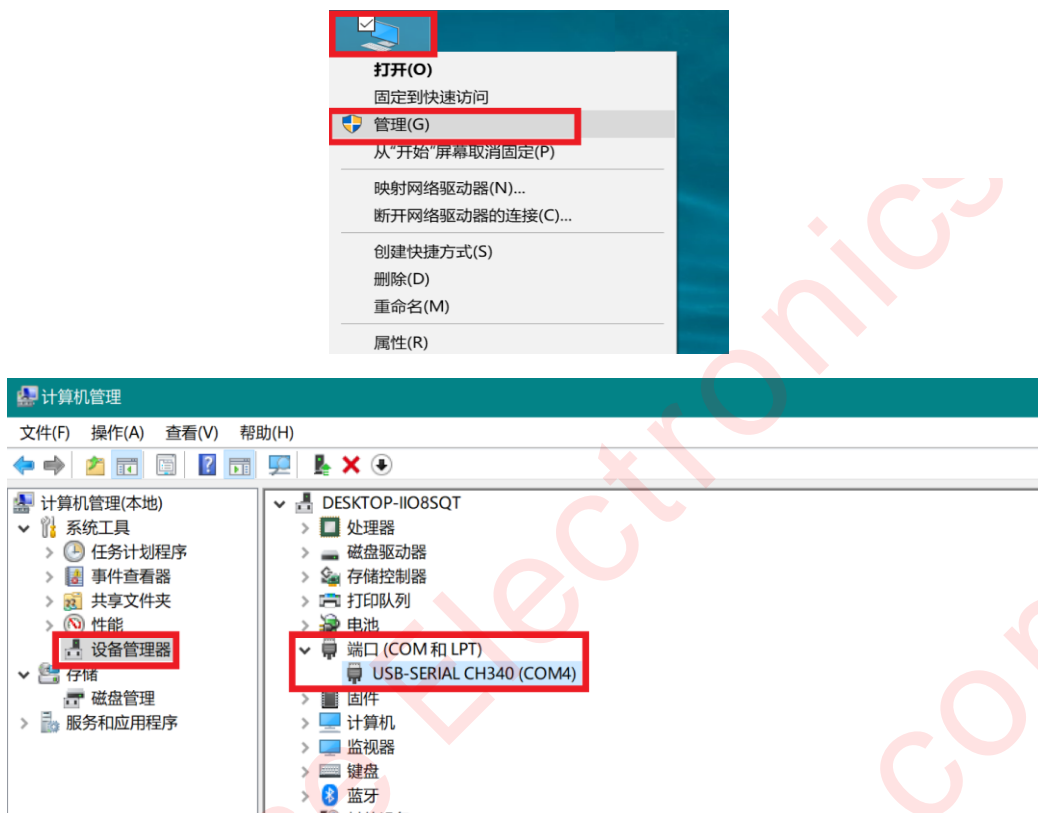 打开(O)
固定到快速访问
管理(G)
从"开始"屏幕取消固定(P)
映射网络驱动器(N)...
断开网络驱动器的连接(C)...
创建快捷方式(S)
删除(D)
重命名(M)
属性(R)
计算机管理
文件(F) 操作(A) 查看(V) 帮助(H)
计算机管理(本地)
系统工具
任务计划程序
事件查看器
共享文件夹
性能
设备管理器
存储
磁盘管理
服务和应用程序
DESKTOP-IIO8SQT
处理器
磁盘驱动器
存储控制器
打印队列
电池
端口 (COM 和 LPT)
USB-SERIAL CH340 (COM4)
固件
计算机
监视器
键盘
蓝牙
Electronics